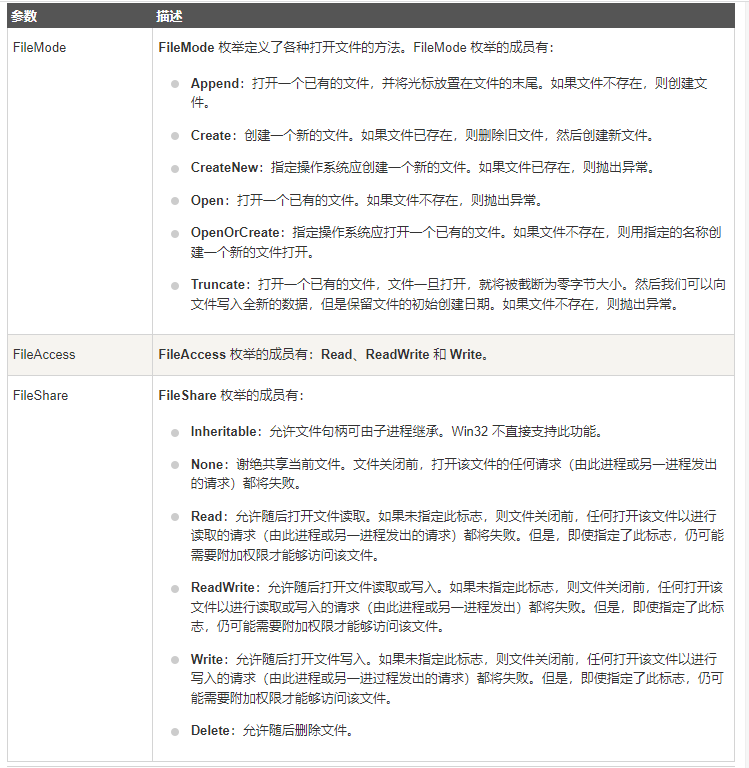 参数 描述
FileMode FileMode 枚举定义了各种打开文件的方法。FileMode 枚举的成员有：
Append：打开一个已有的文件，并将光标放置在文件的末尾。如果文件不存在，则创建文
件。
Create：创建一个新的文件。如果文件已存在，则删除旧文件，然后创建新文件。
CreateNew：指定操作系统应创建一个新的文件。如果文件已存在，则抛出异常。
Open：打开一个已有的文件。如果文件不存在，则抛出异常。
OpenOrCreate：指定操作系统应打开一个已有的文件。如果文件不存在，则用指定的名称创
建一个新的文件打开。
Truncate：打开一个已有的文件，文件一旦打开，就将被截断为零字节大小。然后我们可以向
文件写入全新的数据，但是保留文件的初始创建日期。如果文件不存在，则抛出异常。
FileAccess FileAccess 枚举的成员有：Read、ReadWrite 和 Write。
FileShare FileShare 枚举的成员有：
Inheritable：允许文件句柄可由子进程继承。Win32 不直接支持此功能。
None：谢绝共享当前文件。文件关闭前，打开该文件的任何请求（由此进程或另一进程发出
的请求）都将失败。
Read：允许随后打开文件读取。如果未指定此标志，则文件关闭前，任何打开该文件以进行
读取的请求（由此进程或另一进程发出的请求）都将失败。但是，即使指定了此标志，仍可能
需要附加权限才能够访问该文件。
ReadWrite：允许随后打开文件读取或写入。如果未指定此标志，则文件关闭前，任何打开该
文件以进行读取或写入的请求（由此进程或另一进程发出）都将失败。但是，即使指定了此标
志，仍可能需要附加权限才能够访问该文件。
Write：允许随后打开文件写入。如果未指定此标志，则文件关闭前，任何打开该文件以进行
写入的请求（由此进程或另一进过程发出的请求）都将失败。但是，即使指定了此标志，仍可
能需要附加权限才能够访问该文件。
Delete：允许随后删除文件。